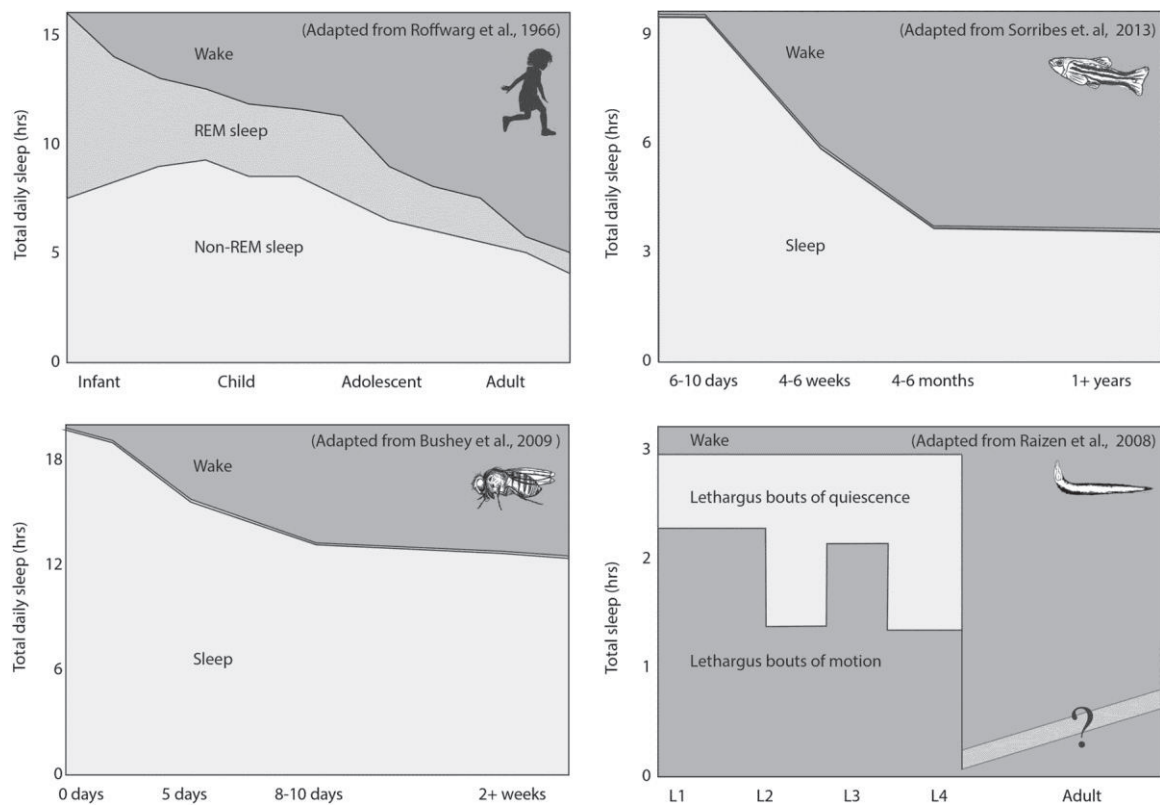 (Adapted from Roffwarg et al., 1966)
Wake
REM sleep
Non-REM sleep
Total daily sleep (hrs)
15
10
5
0
Infant Child Adolescent Adult
(Adapted from Sorribes et. al, 2013)
Wake
Sleep
Total daily sleep (hrs)
9
6
3
0
6-10 days 4-6 weeks 4-6 months 1+ years
(Adapted from Bushey et al., 2009 )
Wake
Sleep
Total daily sleep (hrs)
18
12
6
0
0 days 5 days 8-10 days 2+ weeks
Wake (Adapted from Raizen et al., 2008)
Lethargus bouts of quiescence
Lethargus bouts of motion
?
Total sleep (hrs)
3
2
1
0
L1 L2 L3 L4 Adult